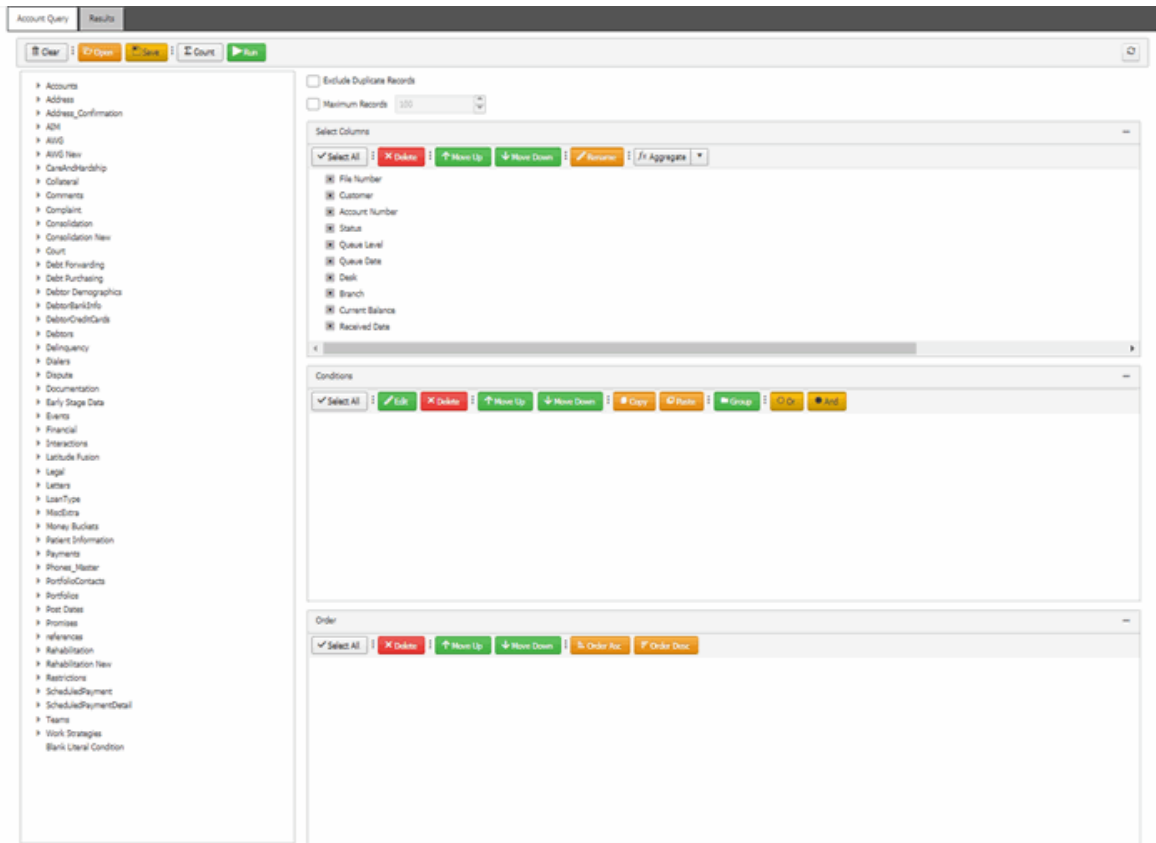 Account Query Results
Clear Open Save Count Run
Accounts
Address
Address_Confirmation
AIM
AWG
AWG New
CareAndHardship
Collateral
Comments
Complaint
Consolidation
Consolidation New
Court
Debt Forwarding
Debt Purchasing
Debtor Demographics
DebtorBankInfo
DebtorCreditCards
Debtors
Delinquency
Dialers
Dispute
Documentation
Early Stage Data
Events
Financial
Interactions
Latitude Fusion
Legal
Letters
LoanType
MiscExtra
Money Buckets
Patient Information
Payments
Phones_Master
PortfolioContacts
Portfolios
Post Dates
Promises
references
Rehabilitation
Rehabilitation New
Restrictions
ScheduledPayment
ScheduledPaymentDetail
Teams
Work Strategies
Blank Literal Condition
Exclude Duplicate Records
Maximum Records 100
Select Columns
Select All Delete Move Up Move Down Rename fx Aggregate
File Number
Customer
Account Number
Status
Queue Level
Queue Date
Desk
Branch
Current Balance
Received Date
Conditions
Select All Edit Delete Move Up Move Down Copy Paste Group Or And
Order
Select All Delete Move Up Move Down Order Asc Order Desc